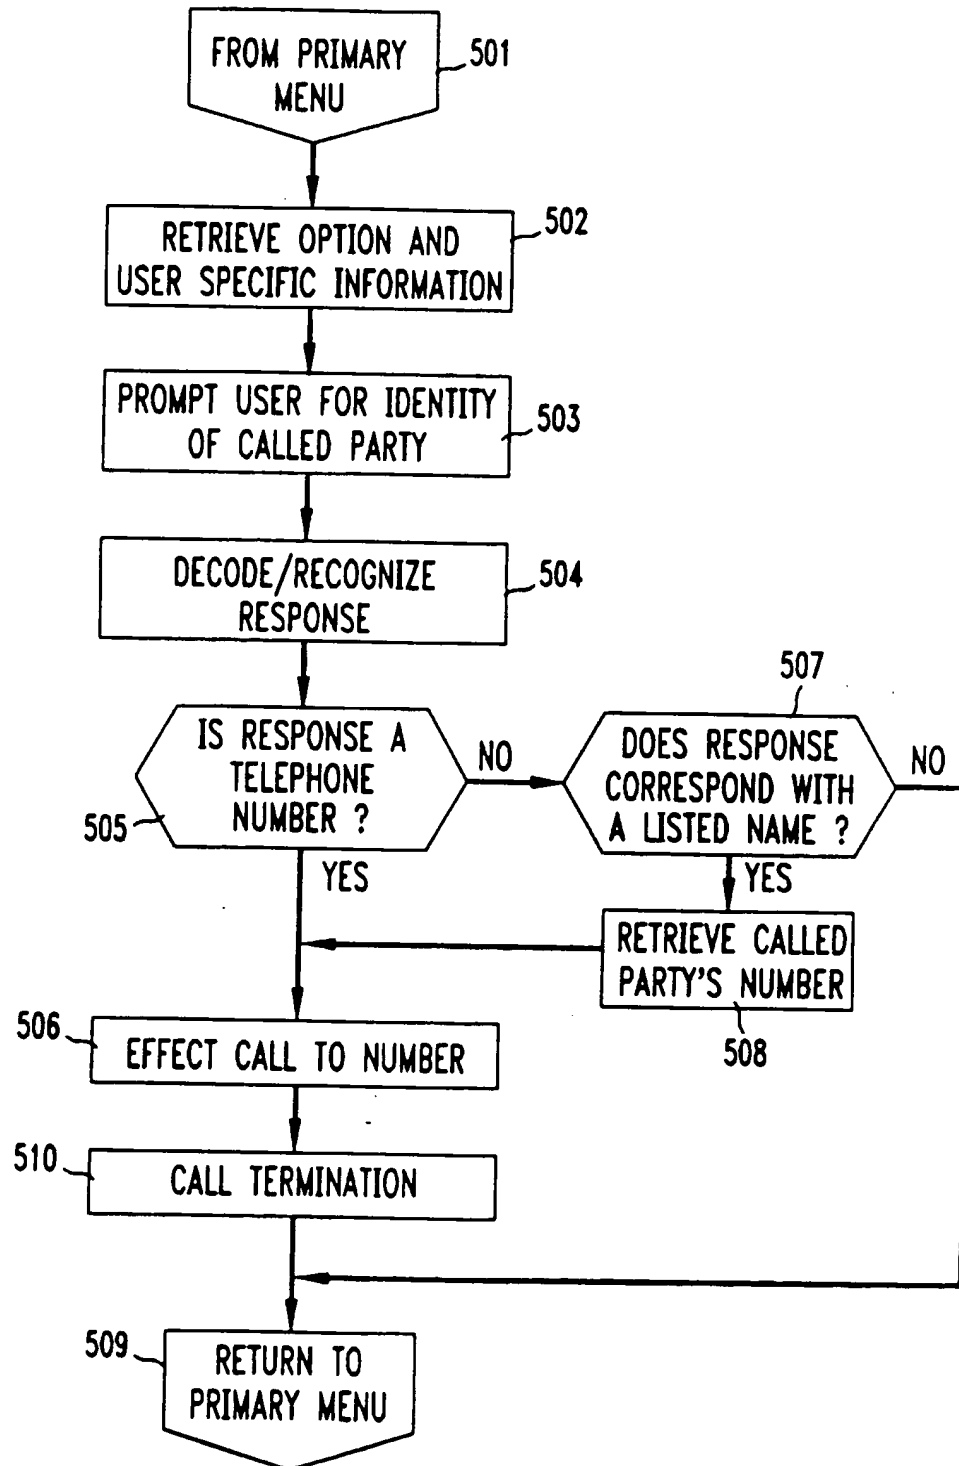 FROM PRIMARY
MENU
501
RETRIEVE OPTION AND
USER SPECIFIC INFORMATION
502
PROMPT USER FOR IDENTITY
OF CALLED PARTY
503
DECODE/RECOGNIZE
RESPONSE
504
IS RESPONSE A
TELEPHONE
NUMBER ?
505
NO
YES
507
DOES RESPONSE
CORRESPOND WITH
A LISTED NAME ?
NO
YES
RETRIEVE CALLED
PARTY'S NUMBER
508
506
EFFECT CALL TO NUMBER
510
CALL TERMINATION
509
RETURN TO
PRIMARY MENU